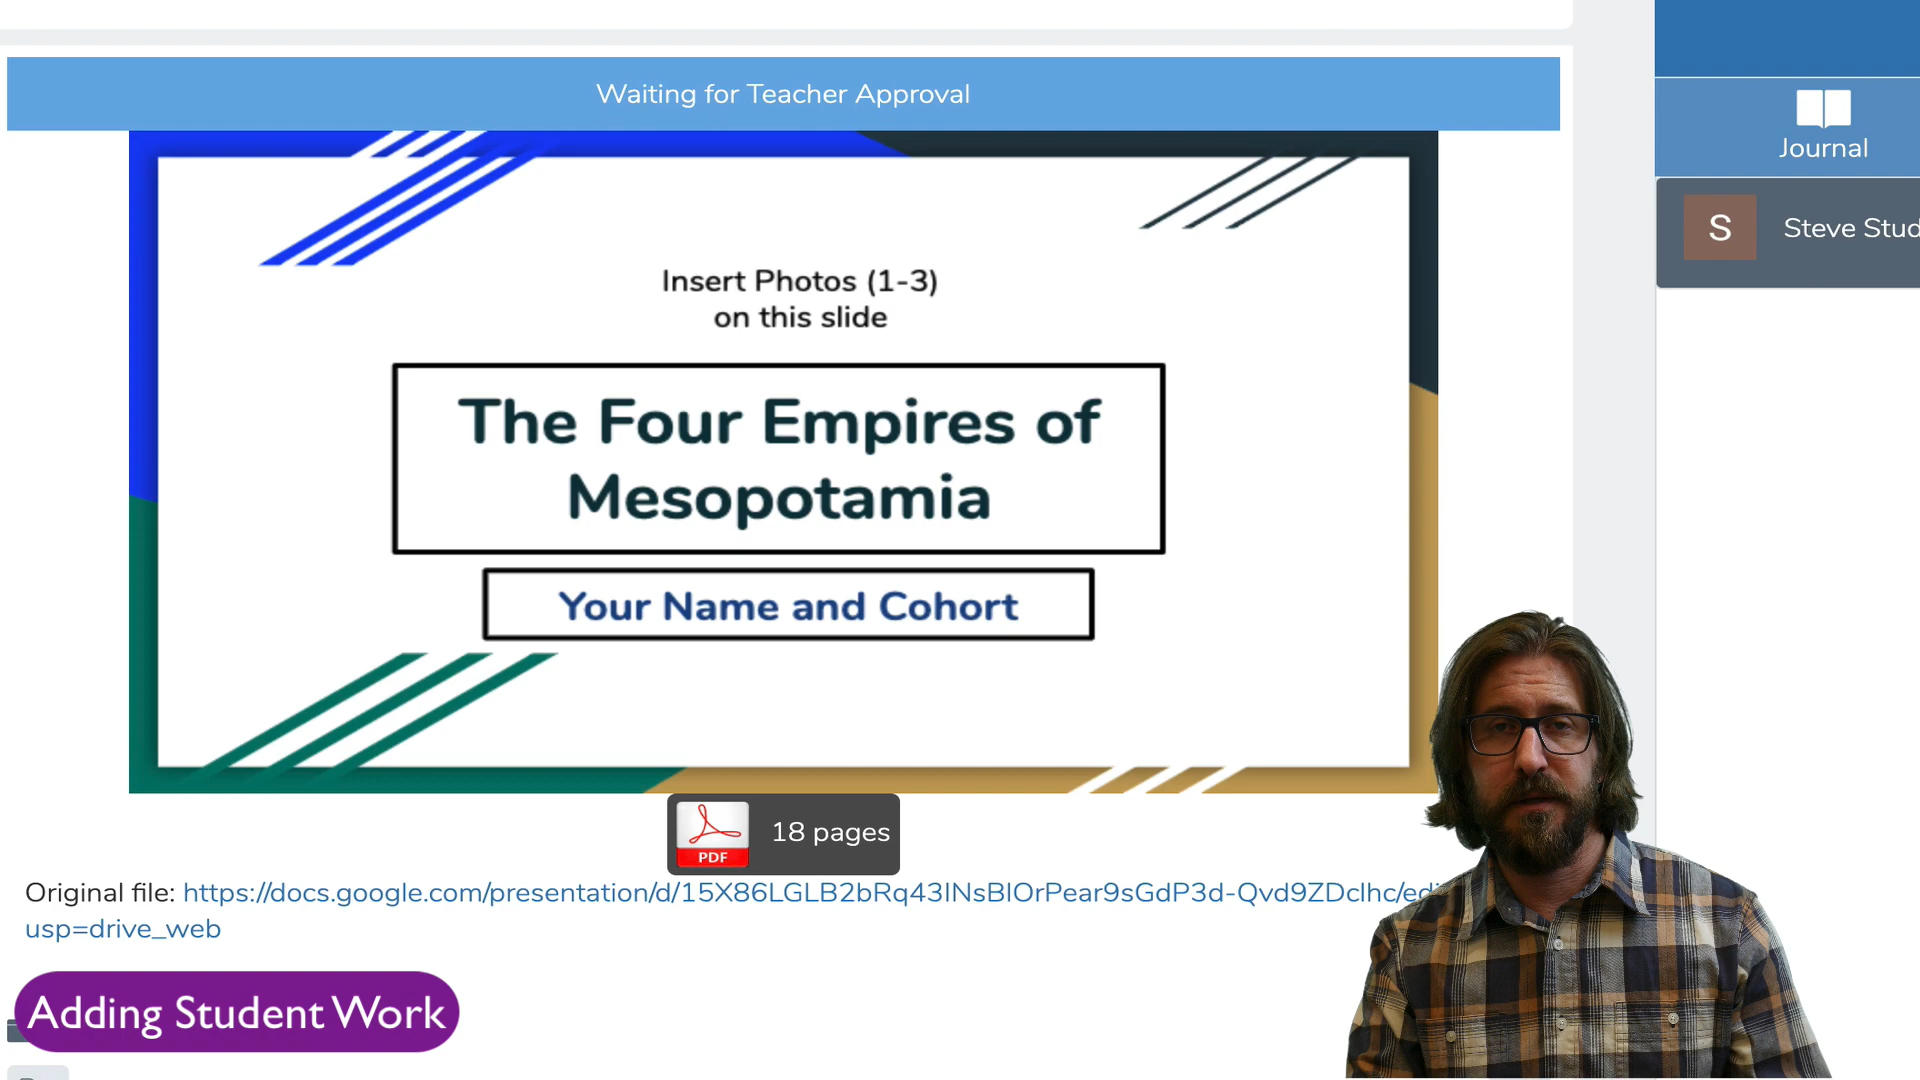 Waiting for Teacher Approval
Journal
S
Steve Stud
Insert Photos (1-3)
on this slide
The Four Empires of
Mesopotamia
Your Name and Cohort
PDF
18 pages
Original file: https://docs.google.com/presentation/d/15X86LGLB2bRq43INsBIOrPear9sGdP3d-Qvd9ZDclhc/edi
usp=drive_web
Adding Student Work